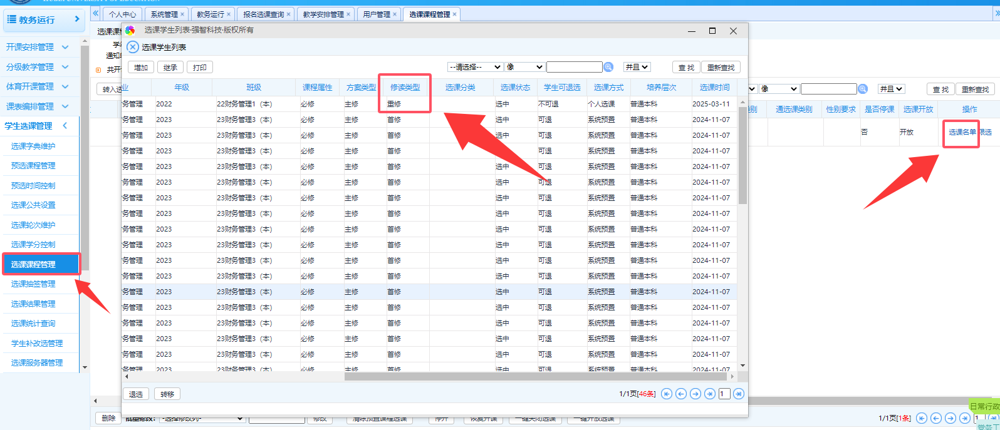 教务运行
个人中心 系统管理 × 教务运行 × 报名选课查询 × 教学安排管理 × 用户管理 × 选课课程管理 ×
开课安排管理
分级教学管理
体育开课管理
课表编排管理
学生选课管理
选课字典维护
预选课程管理
预选时间控制
选课公共设置
选课轮次维护
选课学分控制
选课课程管理
选课抽签管理
选课结果管理
选课统计查询
学生补改选管理
选课服务器管理
选课学生列表·强智科技·版权所有
选课学生列表
增加 继承 打印 --请选择-- 像 并且 查 找 重新查找
业 年级 班级 课程属性 方案类型 修读类型 选课分类 选课状态 学生可退选 选课方式 培养层次 选课时间
务管理 2022 22财务管理1（本） 必修 主修 重修 选中 不可退 个人选课 普通本科 2025-03-11
务管理 2023 23财务管理3（本） 必修 主修 首修 选中 可退 系统预置 普通本科 2024-11-07
务管理 2023 23财务管理3（本） 必修 主修 首修 可退 系统预置 普通本科 2024-11-07
务管理 2023 23财务管理3（本） 必修 主修 首修 可退 系统预置 普通本科 2024-11-07
务管理 2023 23财务管理3（本） 必修 主修 首修 选中 可退 系统预置 普通本科 2024-11-07
务管理 2023 23财务管理3（本） 必修 主修 首修 选中 可退 系统预置 普通本科 2024-11-07
务管理 2023 23财务管理3（本） 必修 主修 首修 选中 可退 系统预置 普通本科 2024-11-07
务管理 2023 23财务管理3（本） 必修 主修 首修 选中 可退 系统预置 普通本科 2024-11-07
务管理 2023 23财务管理3（本） 必修 主修 首修 选中 可退 系统预置 普通本科 2024-11-07
务管理 2023 23财务管理3（本） 必修 主修 首修 选中 可退 系统预置 普通本科 2024-11-07
务管理 2023 23财务管理3（本） 必修 主修 首修 选中 可退 系统预置 普通本科 2024-11-07
务管理 2023 23财务管理3（本） 必修 主修 首修 选中 可退 系统预置 普通本科 2024-11-07
务管理 2023 23财务管理3（本） 必修 主修 首修 选中 可退 系统预置 普通本科 2024-11-07
务管理 2023 23财务管理3（本） 必修 主修 首修 选中 可退 系统预置 普通本科 2024-11-07
务管理 2023 23财务管理3（本） 必修 主修 首修 选中 可退 系统预置 普通本科 2024-11-07
务管理 2023 23财务管理3（本） 必修 主修 首修 选中 可退 系统预置 普通本科 2024-11-07
务管理 2023 23财务管理3（本） 必修 主修 首修 选中 可退 系统预置 普通本科 2024-11-07
务管理 2023 23财务管理3（本） 必修 主修 首修 选中 可退 系统预置 普通本科 2024-11-07
退选 转移 1/1页[46条] 1
选课课
通知单
共开
转入选
像 并且 查 找 重新查找
别 通选课类别 性别要求 是否停课 选课开放 操作
否 开放 选课名单 限选
删除 批量修改： -选择修改列- 修改 清除预置课程选课 停开 恢复开课 一键关闭选课 一键开放选课 1/1页[1条] 1
日常行政